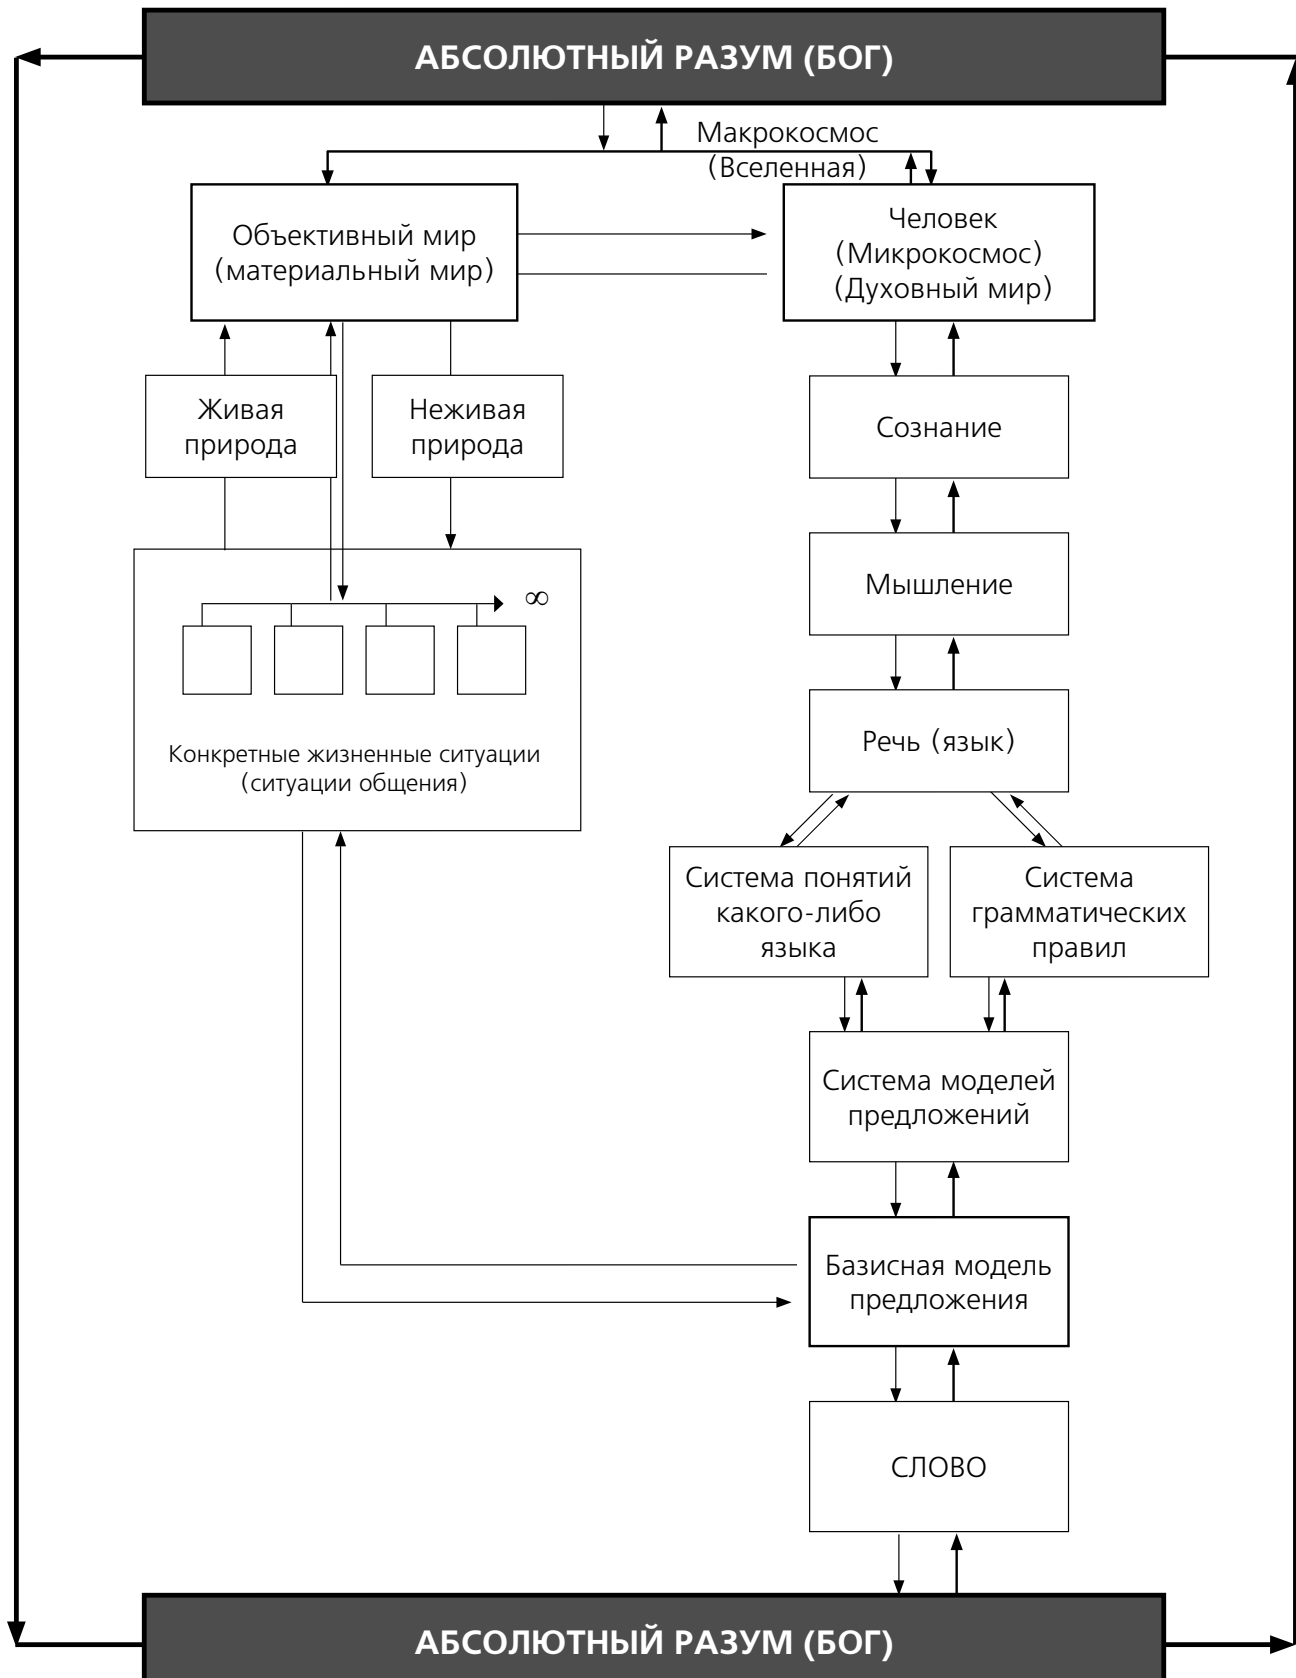 АБСОЛЮТНЫЙ РАЗУМ (БОГ)
Макрокосмос
(Вселенная)
Объективный мир
(материальный мир)
Человек
(Микрокосмос)
(Духовный мир)
Живая
природа
Неживая
природа
Сознание
Мышление
∞
Конкретные жизненные ситуации
(ситуации общения)
Речь (язык)
Система понятий
какого-либо
языка
Система
грамматических
правил
Система моделей
предложений
Базисная модель
предложения
СЛОВО
АБСОЛЮТНЫЙ РАЗУМ (БОГ)